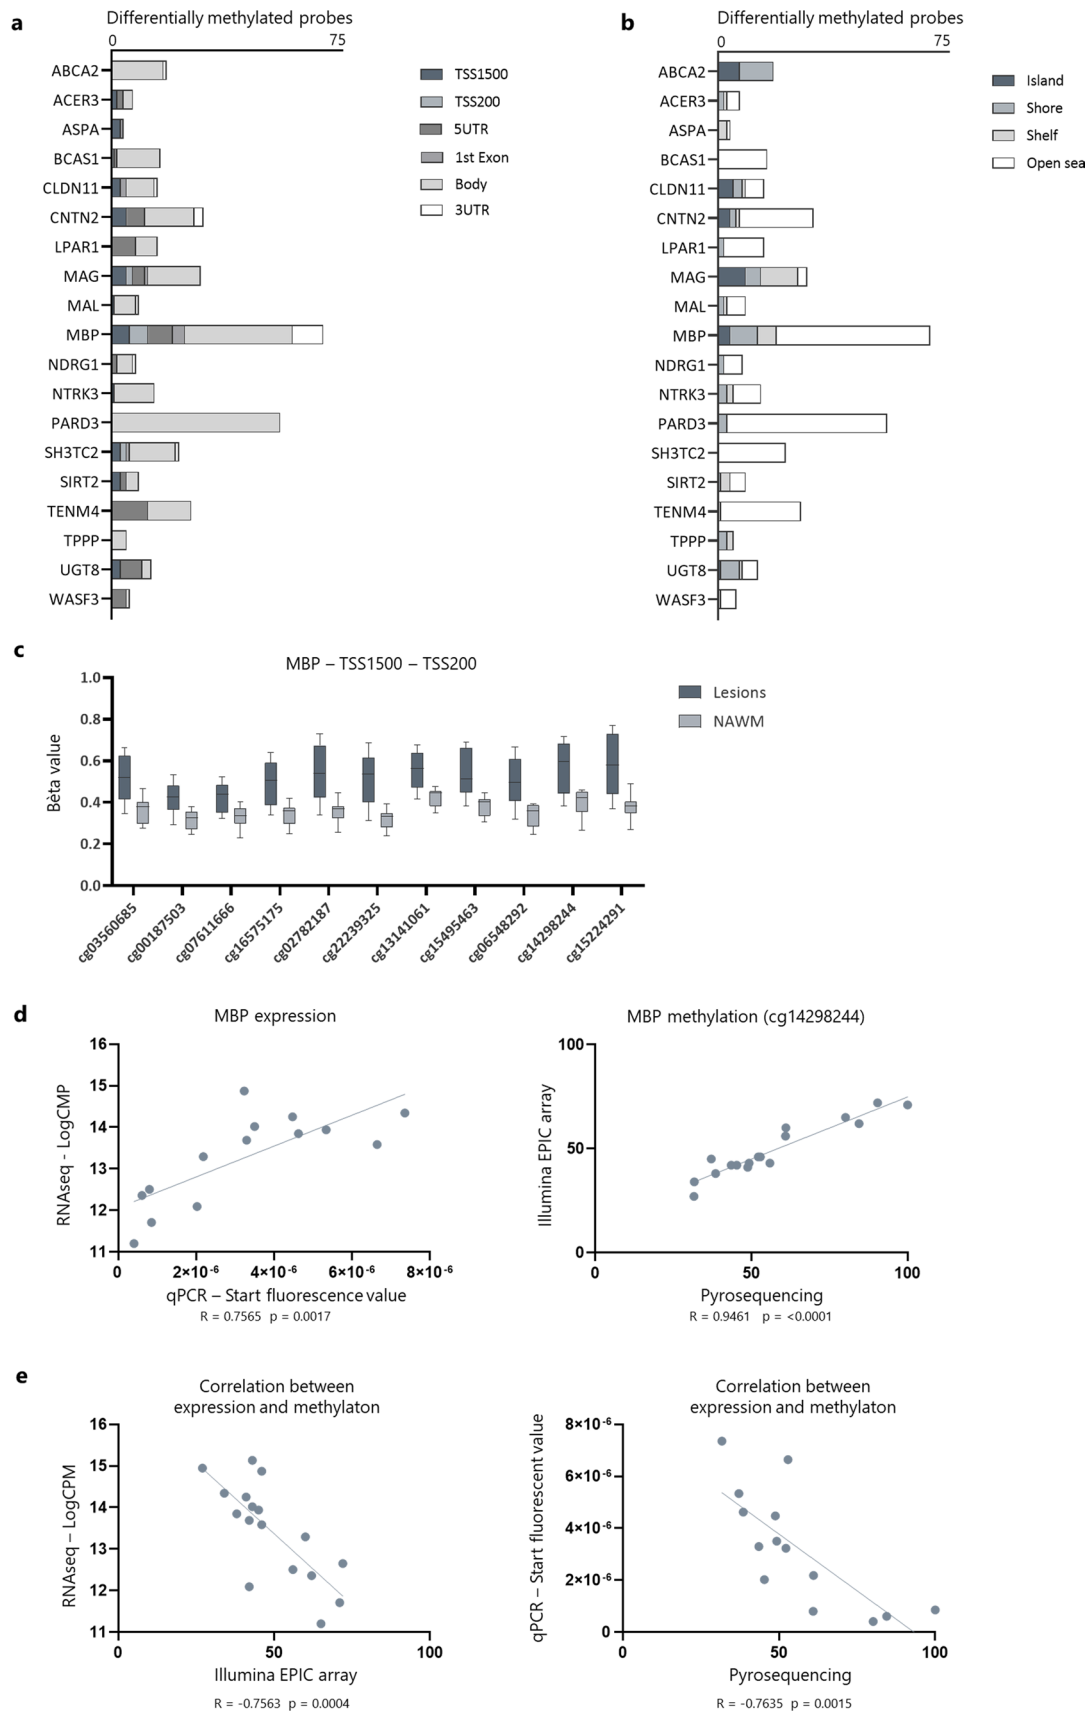 a
Differentially methylated probes
0 75
ABCA2
ACER3
ASPA
BCAS1
CLDN11
CNTN2
LPAR1
MAG
MAL
MBP
NDRG1
NTRK3
PARD3
SH3TC2
SIRT2
TENM4
TPPP
UGT8
WASF3
TSS1500
TSS200
5UTR
1st Exon
Body
3UTR
b
Differentially methylated probes
0 75
ABCA2
ACER3
ASPA
BCAS1
CLDN11
CNTN2
LPAR1
MAG
MAL
MBP
NDRG1
NTRK3
PARD3
SH3TC2
SIRT2
TENM4
TPPP
UGT8
WASF3
Island
Shore
Shelf
Open sea
c
MBP – TSS1500 – TSS200
Bèta value
1.0
0.8
0.6
0.4
0.2
0.0
cg03560685
cg00187503
cg07611666
cg16575175
cg02782187
cg22239325
cg13141061
cg15495463
cg06548292
cg14298244
cg15224291
Lesions
NAWM
d
MBP expression
RNAseq - LogCMP
16
15
14
13
12
11
0 2×10-6 4×10-6 6×10-6 8×10-6
qPCR – Start fluorescence value
R = 0.7565 p = 0.0017
MBP methylation (cg14298244)
Illumina EPIC array
100
50
0
0 50 100
Pyrosequencing
R = 0.9461 p = <0.0001
e
Correlation between
expression and methylaton
RNAseq – LogCPM
16
15
14
13
12
11
0 50 100
Illumina EPIC array
R = -0.7563 p = 0.0004
Correlation between
expression and methylaton
qPCR – Start fluorescent value
8×10-6
6×10-6
4×10-6
2×10-6
0
0 50 100
Pyrosequencing
R = -0.7635 p = 0.0015